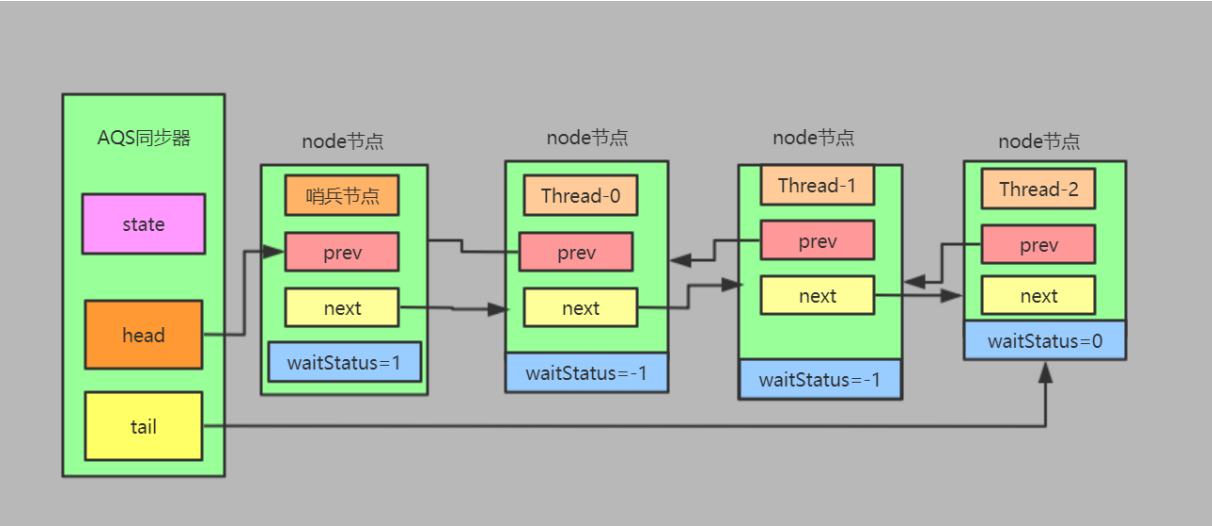 AQS同步器
state
head
tail
node节点
哨兵节点
prev
next
waitStatus=1
node节点
Thread-0
prev
next
waitStatus=-1
node节点
Thread-1
prev
next
waitStatus=-1
node节点
Thread-2
prev
next
waitStatus=0